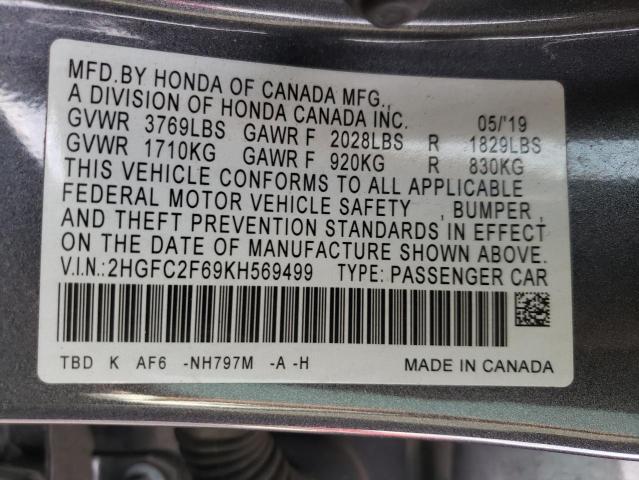 MFD.BY HONDA OF CANADA MFG.,
A DIVISION OF HONDA CANADA INC. 05/'19
GVWR 3769LBS GAWR F 2028LBS R 1829LBS
GVWR 1710KG GAWR F 920KG R 830KG
THIS VEHICLE CONFORMS TO ALL APPLICABLE
FEDERAL MOTOR VEHICLE SAFETY , BUMPER ,
AND THEFT PREVENTION STANDARDS IN EFFECT
ON THE DATE OF MANUFACTURE SHOWN ABOVE.
V.I.N.:2HGFC2F69KH569499 TYPE: PASSENGER CAR
TBD K AF6 -NH797M -A -H MADE IN CANADA